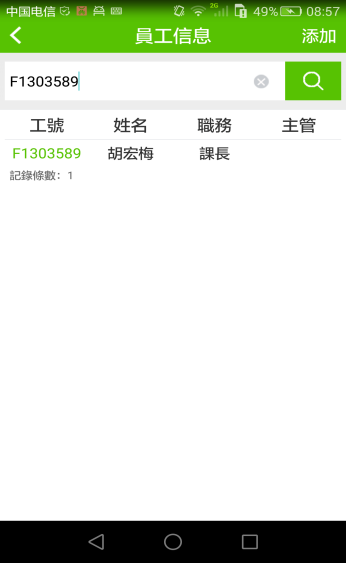 中国电信 2G 49% 08:57
員工信息 添加
F1303589
工號 姓名 職務 主管
F1303589 胡宏梅 課長
記錄條數：1